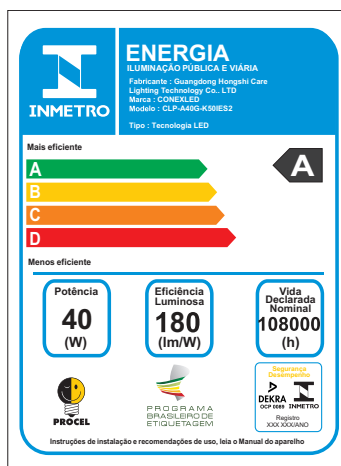 INMETRO
ENERGIA
ILUMINAÇÃO PÚBLICA E VIÁRIA
Fabricante : Guangdong Hongshi Care
Lighting Technology Co.. LTD
Marca : CONEXLED
Modelo : CLP-A40G-K50IES2
Tipo : Tecnologia LED
Mais eficiente
A
A
B
C
D
Menos eficiente
Potência
40
(W)
Eficiência
Luminosa
180
(lm/W)
Vida
Declarada
Nominal
108000
(h)
PROCEL
PROGRAMA
BRASILEIRO DE
ETIQUETAGEM
Segurança
Desempenho
DEKRA
OCP 0089
INMETRO
Registro
XXX XXX/ANO
Instruções de instalação e recomendações de uso, leia o Manual do aparelho